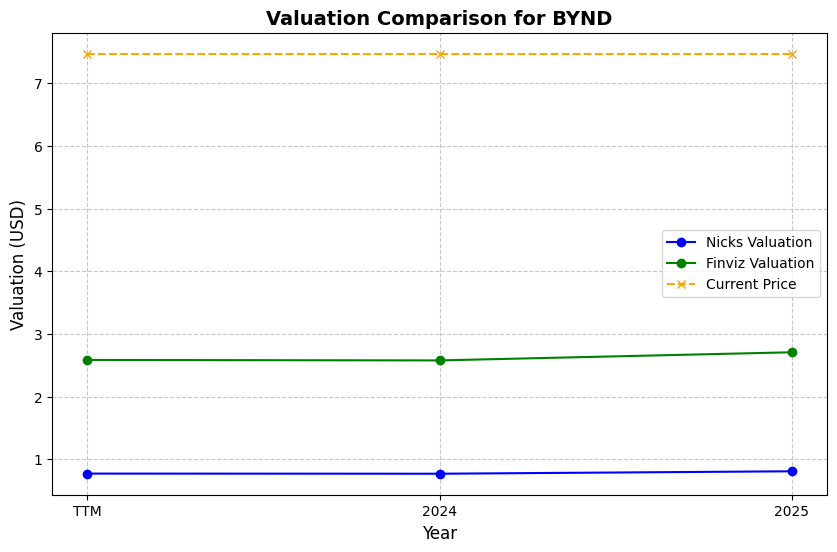 Valuation Comparison for BYND
Valuation (USD)
7
6
5
4
3
2
1
Nicks Valuation
Finviz Valuation
Current Price
TTM
2024
2025
Year